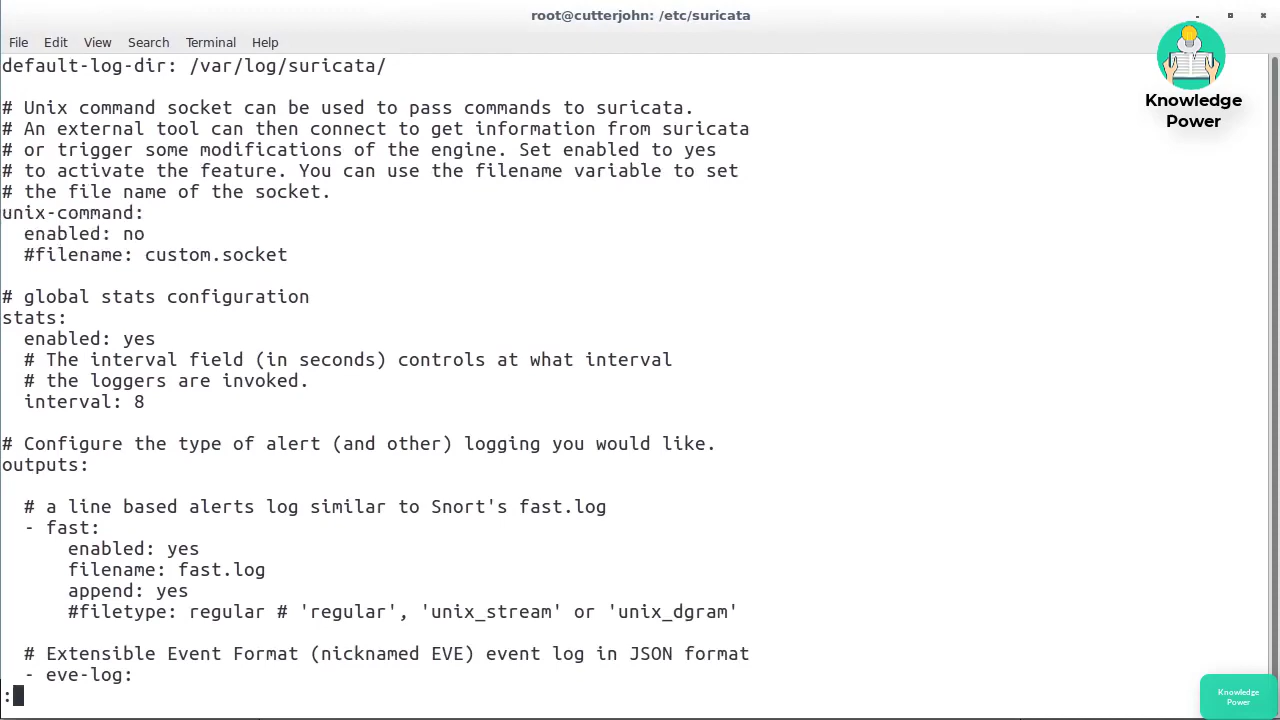 root@cutterjohn: /etc/suricata
File Edit View Search Terminal Help
default-log-dir: /var/log/suricata/
# Unix command socket can be used to pass commands to suricata.
# An external tool can then connect to get information from suricata
# or trigger some modifications of the engine. Set enabled to yes
# to activate the feature. You can use the filename variable to set
# the file name of the socket.
unix-command:
  enabled: no
  #filename: custom.socket
# global stats configuration
stats:
  enabled: yes
  # The interval field (in seconds) controls at what interval
  # the loggers are invoked.
  interval: 8
# Configure the type of alert (and other) logging you would like.
outputs:
  # a line based alerts log similar to Snort's fast.log
  - fast:
      enabled: yes
      filename: fast.log
      append: yes
      #filetype: regular # 'regular', 'unix_stream' or 'unix_dgram'
  # Extensible Event Format (nicknamed EVE) event log in JSON format
  - eve-log:
:
Knowledge
Power
Knowledge
Power